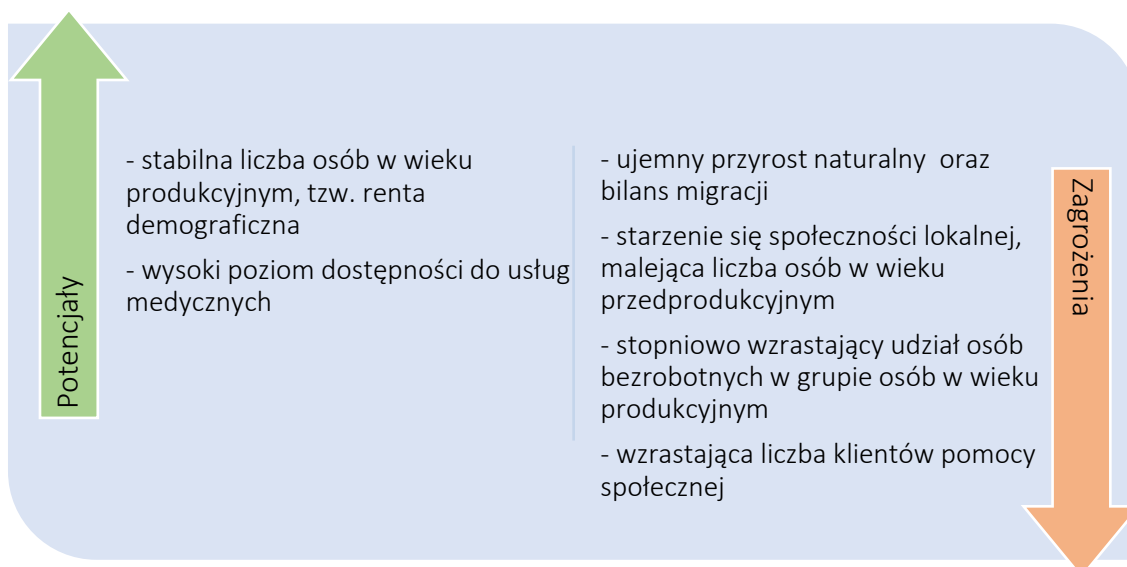 Potencjały
- stabilna liczba osób w wieku
produkcyjnym, tzw. renta
demograficzna
- wysoki poziom dostępności do usług
medycznych
- ujemny przyrost naturalny  oraz
bilans migracji
- starzenie się społeczności lokalnej,
malejąca liczba osób w wieku
przedprodukcyjnym
- stopniowo wzrastający udział osób
bezrobotnych w grupie osób w wieku
produkcyjnym
- wzrastająca liczba klientów pomocy
społecznej
Zagrożenia